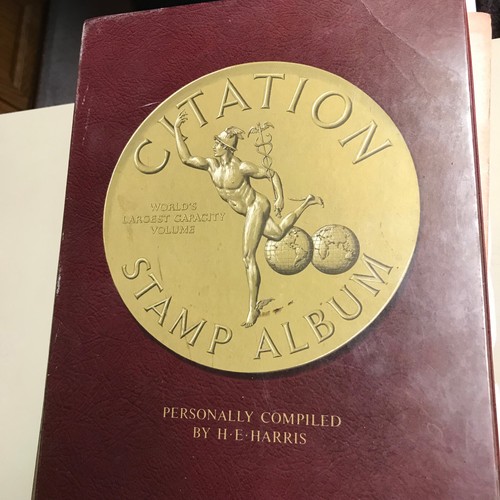 CITATION
WORLD'S
LARGEST CAPACITY
VOLUME
STAMP ALBUM
PERSONALLY COMPILED
BY H·E·HARRIS